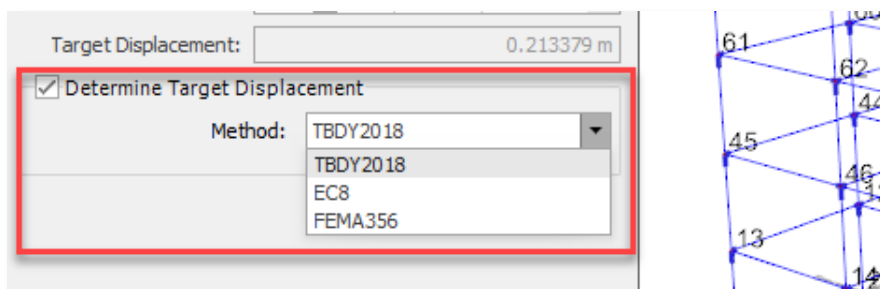 Target Displacement: 0.213379 m
Determine Target Displacement
Method: TBDY2018
TBDY2018
EC8
FEMA356
61
62
44
45
46
13